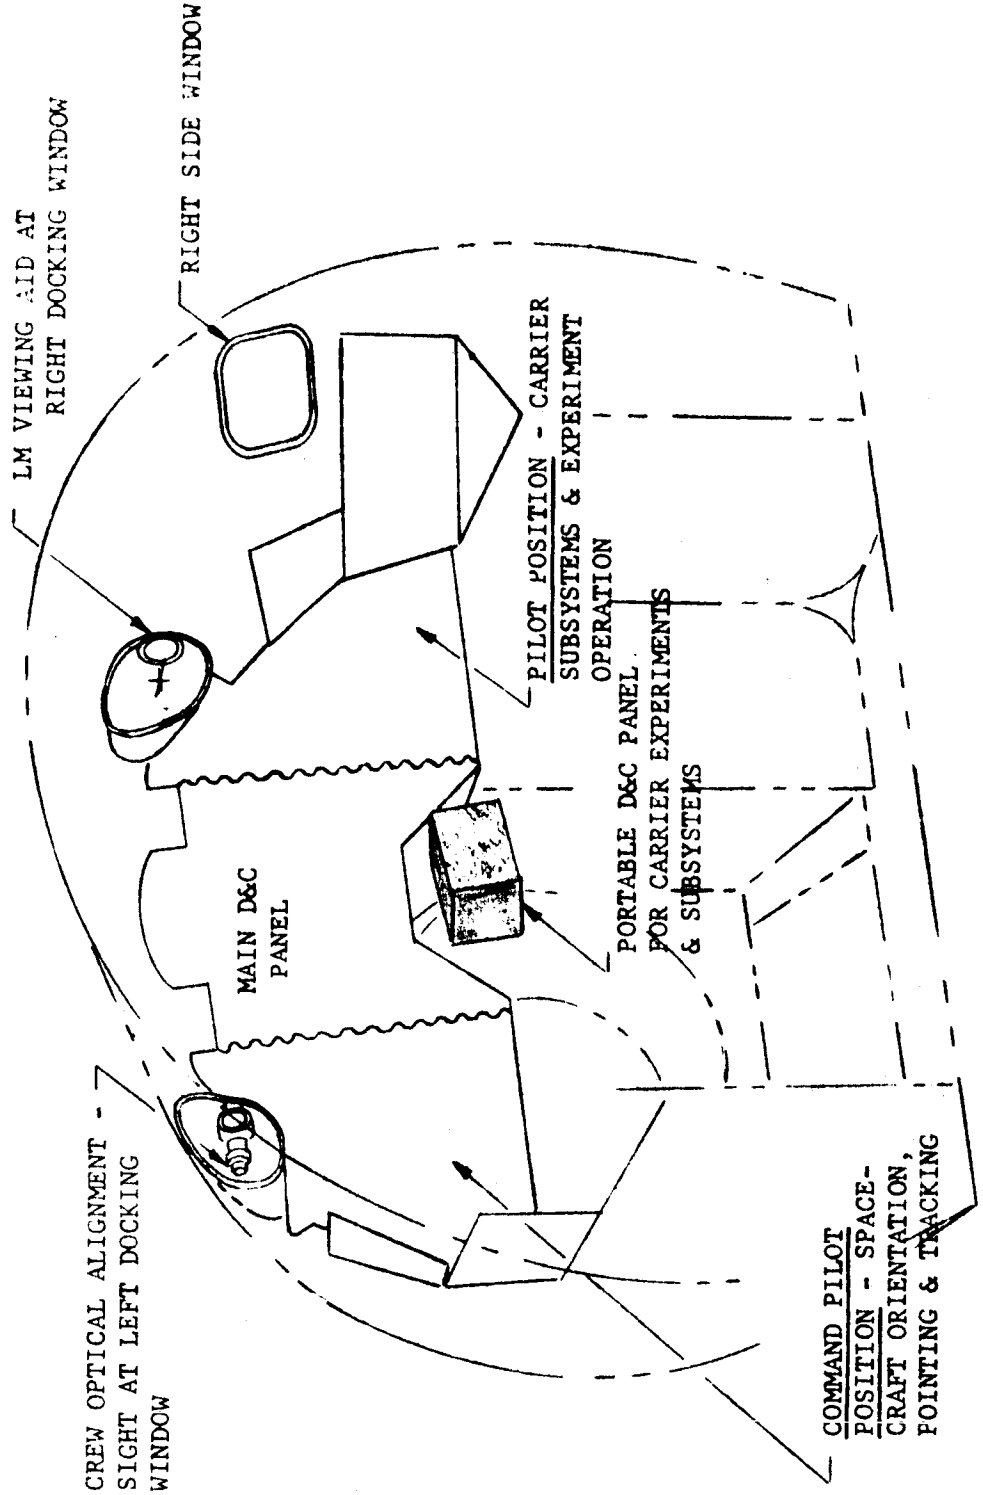 LM VIEWING AID AT
RIGHT DOCKING WINDOW
RIGHT SIDE WINDOW
CREW OPTICAL ALIGNMENT -
SIGHT AT LEFT DOCKING
WINDOW
MAIN D&C
PANEL
PILOT POSITION - CARRIER
SUBSYSTEMS & EXPERIMENT
OPERATION
PORTABLE D&C PANEL
FOR CARRIER EXPERIMENTS
& SUBSYSTEMS
COMMAND PILOT
POSITION - SPACE-
CRAFT ORIENTATION,
POINTING & TRACKING